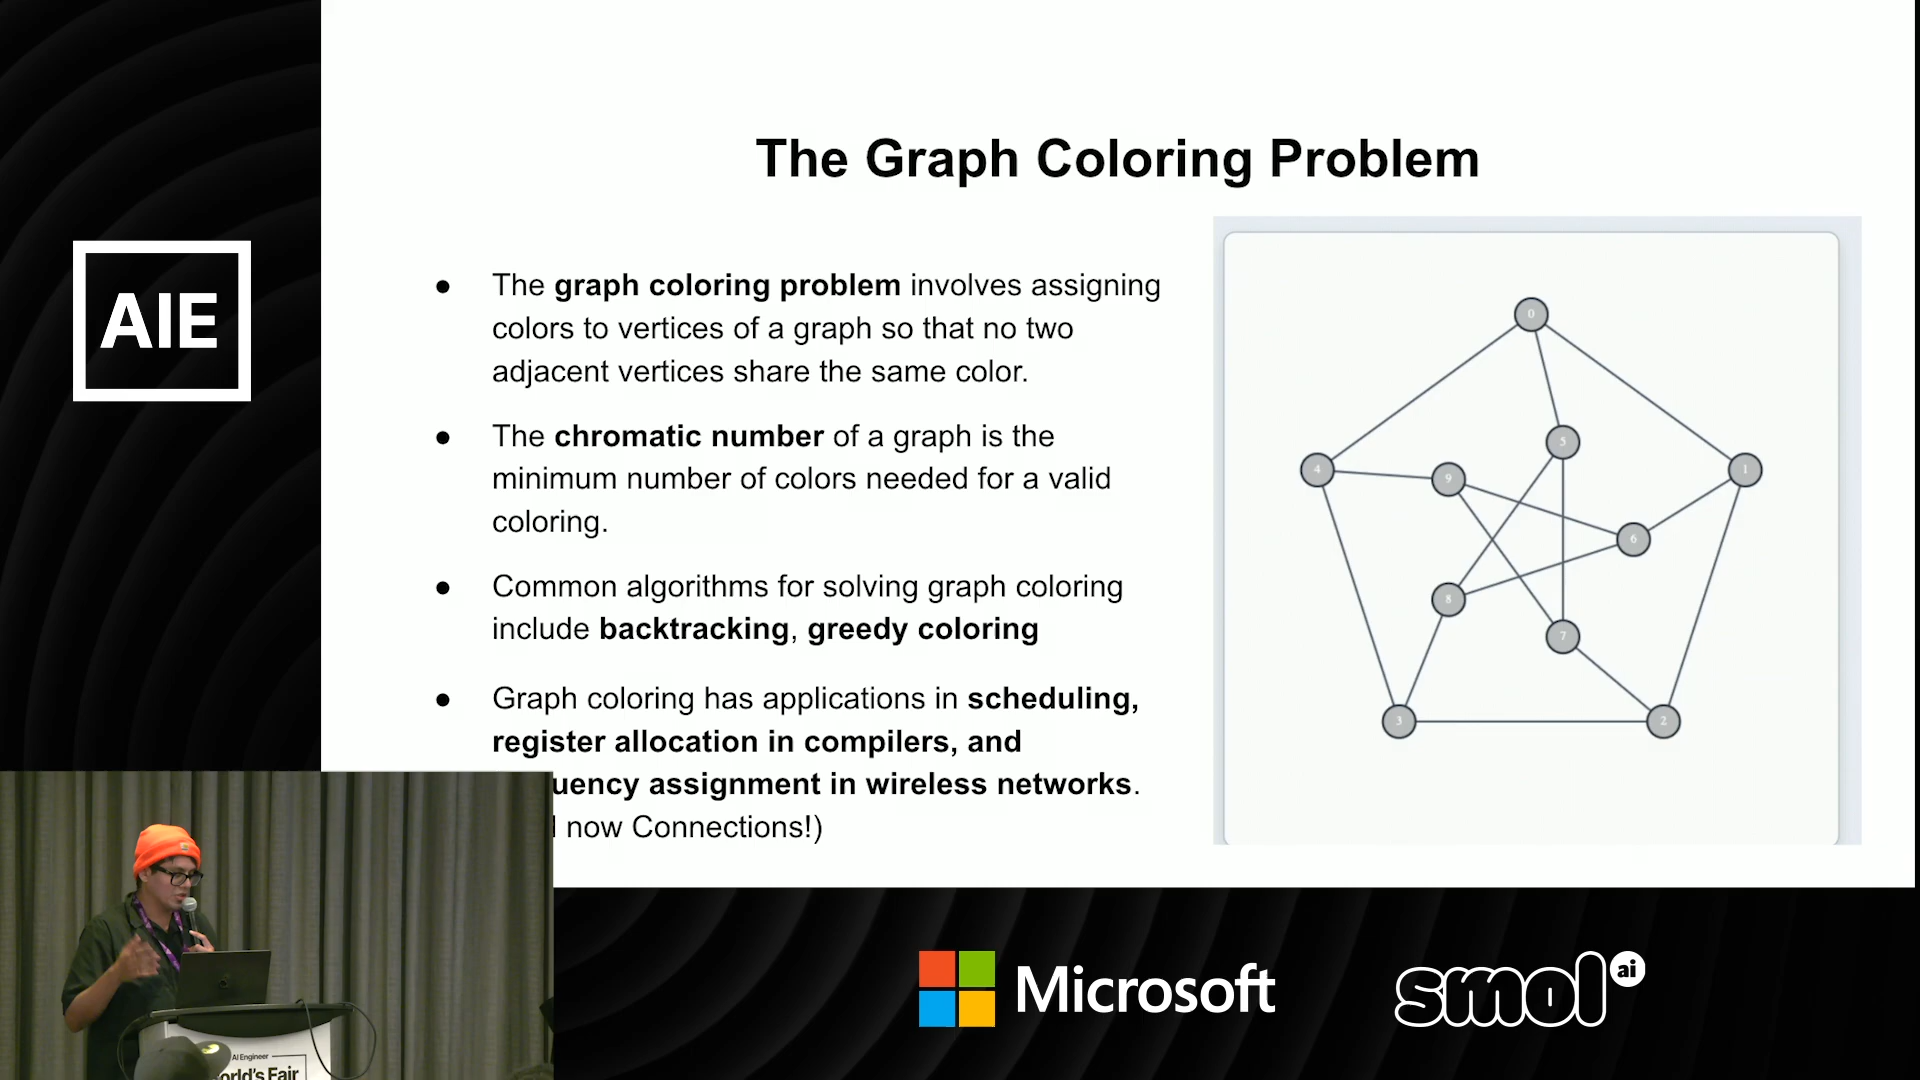 The Graph Coloring Problem
AIE
● The graph coloring problem involves assigning
colors to vertices of a graph so that no two
adjacent vertices share the same color.
● The chromatic number of a graph is the
minimum number of colors needed for a valid
coloring.
● Common algorithms for solving graph coloring
include backtracking, greedy coloring
● Graph coloring has applications in scheduling,
register allocation in compilers, and
uency assignment in wireless networks.
now Connections!)
0
5
4
9
1
6
8
7
3
2
Microsoft
smol ai
AI Engineer
orld's Fair